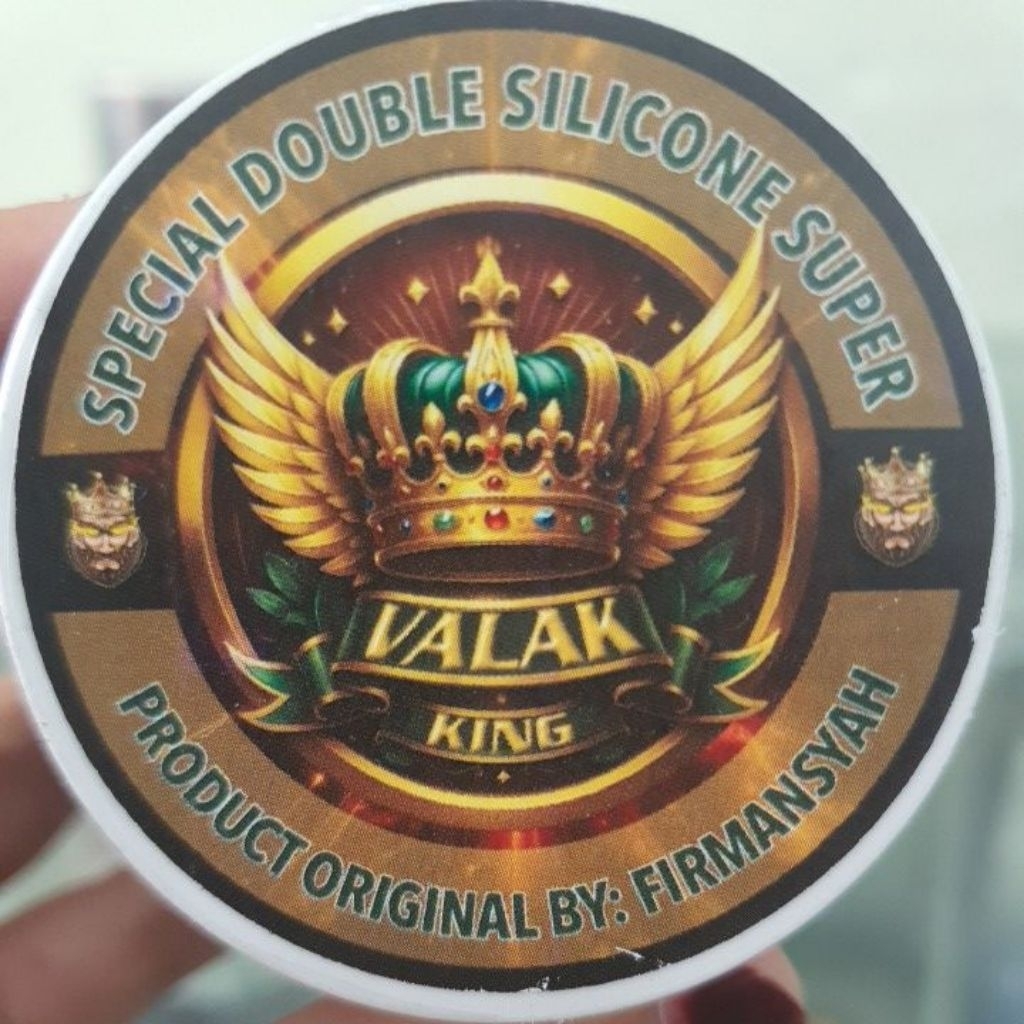 SPECIAL DOUBLE SILICONE SUPER
VALAK
KING
PRODUCT ORIGINAL BY: FIRMANSYAH